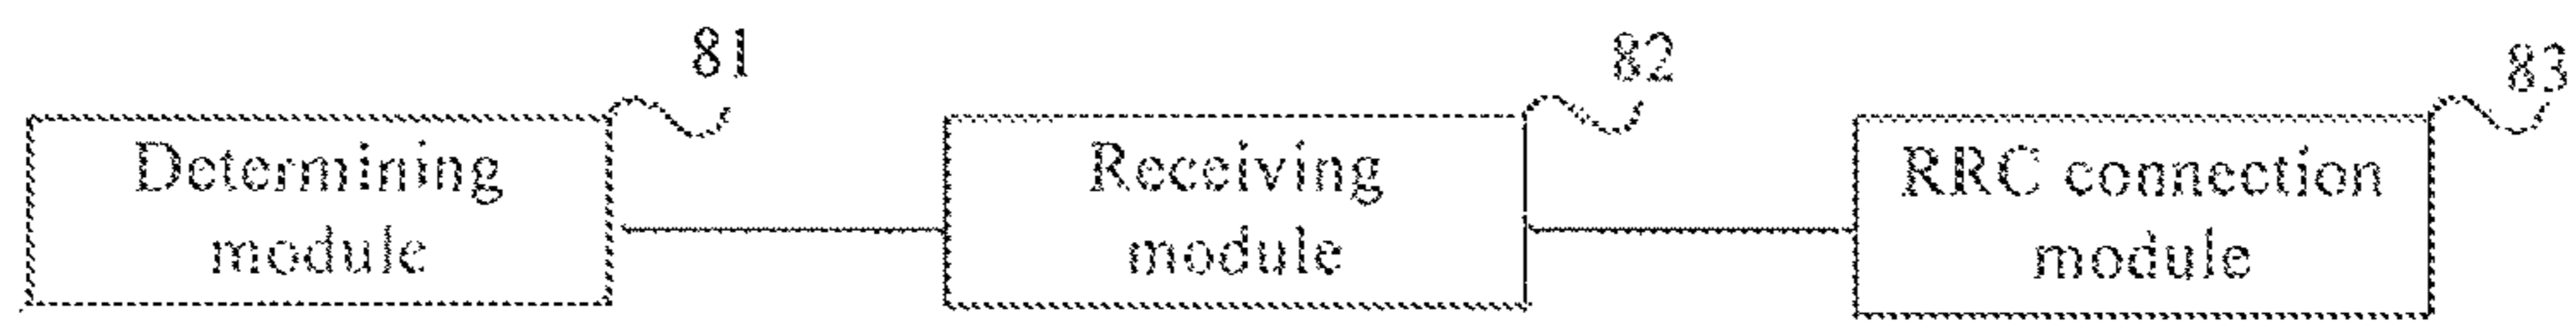 81
82
83
Determining
module
Receiving
module
RRC connection
module